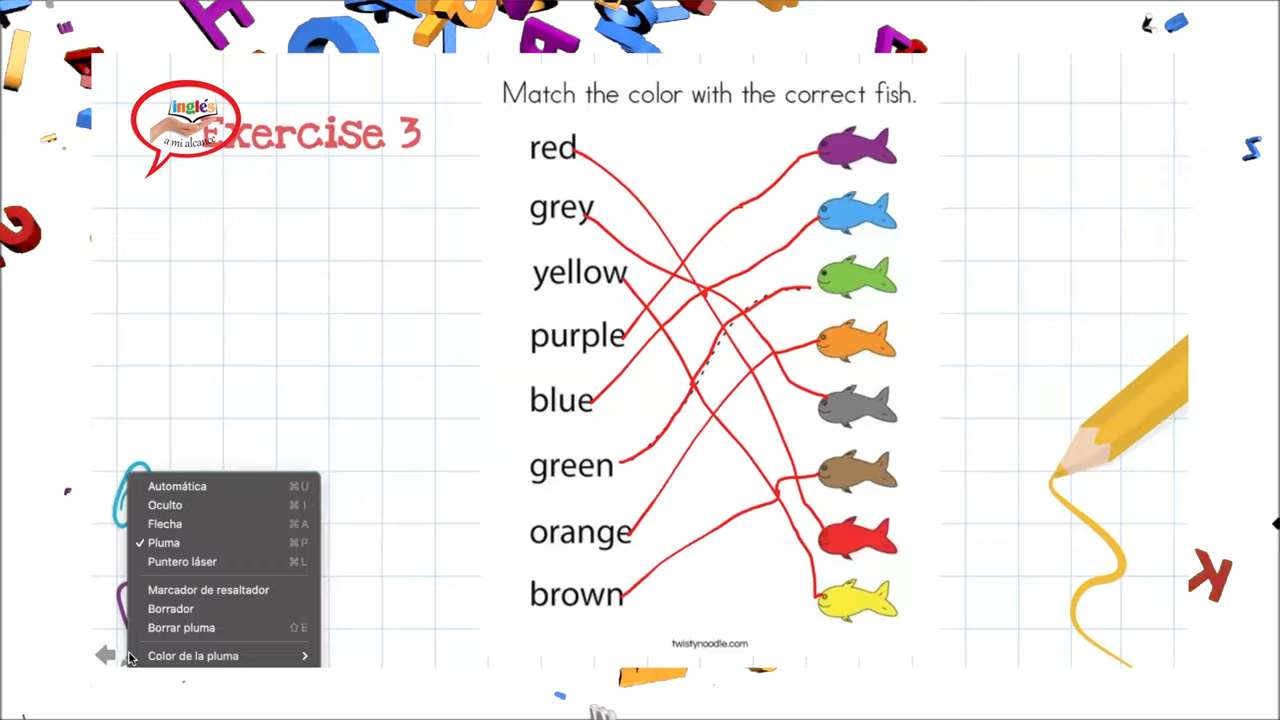 Match the color with the correct fish.
inglés
a mi alcance
Exercise 3
red
grey
yellow
purple
blue
green
orange
brown
twistynoodle.com
Automática ⌘U
Oculto ⌘I
Flecha ⌘A
✓ Pluma ⌘P
Puntero láser ⌘L
Marcador de resaltador
Borrador
Borrar pluma ⇧E
Color de la pluma >